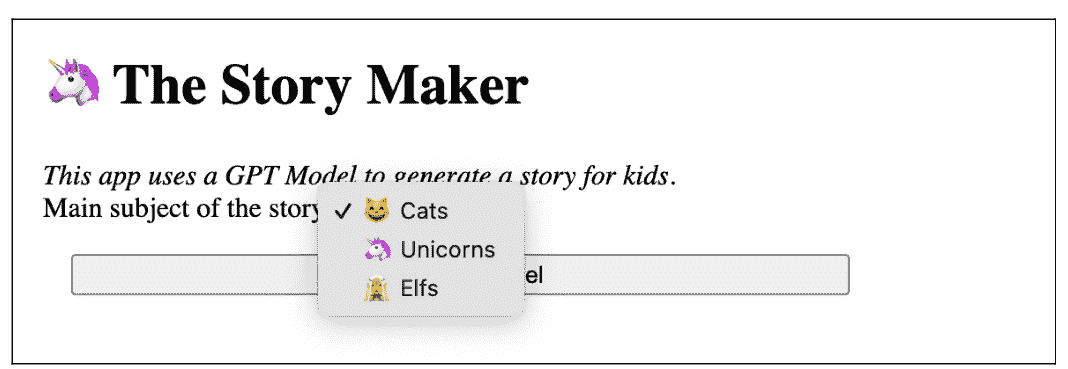 The Story Maker
This app uses a GPT Model to generate a story for kids.
Main subject of the story
✓ Cats
Unicorns
Elfs
el